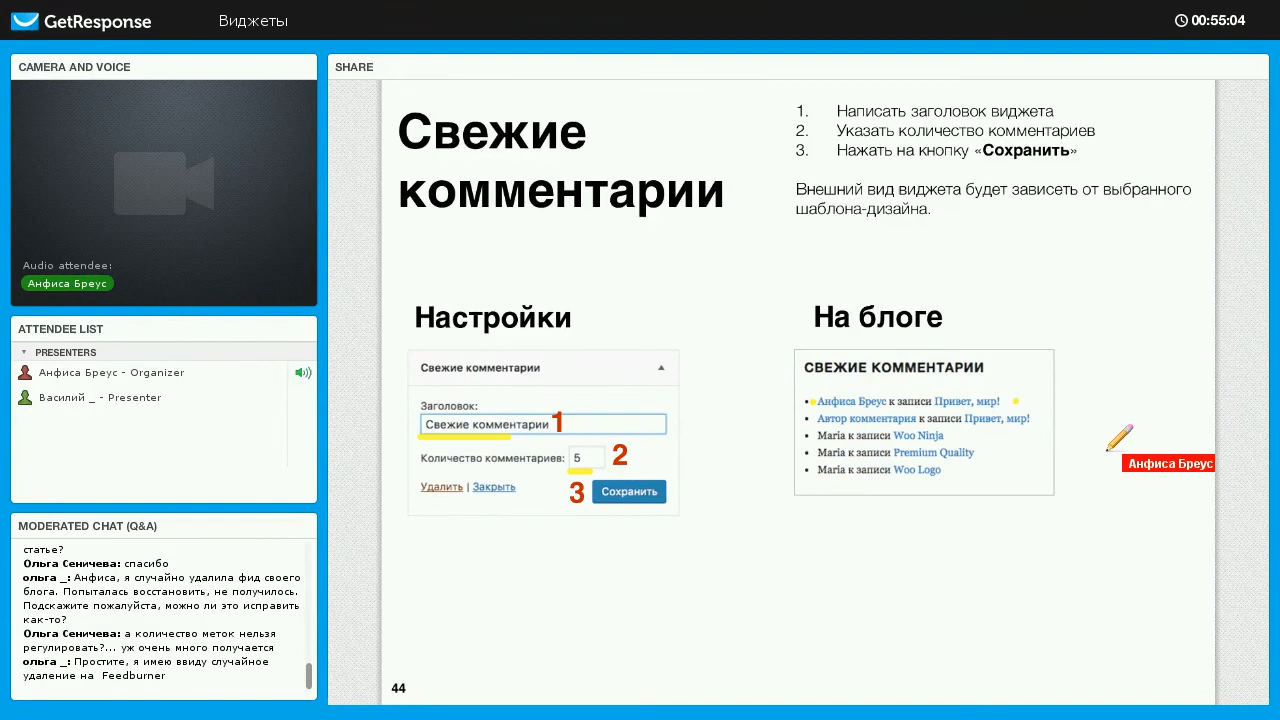 GetResponse
Виджеты
00:55:04
CAMERA AND VOICE
Audio attendee:
Анфиса Бреус
ATTENDEE LIST
PRESENTERS
Анфиса Бреус - Organizer
Василий _ - Presenter
MODERATED CHAT (Q&A)
статье?
Ольга Сеничева: спасибо
ольга _: Анфиса, я случайно удалила фид своего
блога. Попыталась восстановить, не получилось.
Подскажите пожалуйста, можно ли это исправить
как-то?
Ольга Сеничева: а количество меток нельзя
регулировать?... уж очень много получается
ольга _: Простите, я имею ввиду случайное
удаление на Feedburner
SHARE
Свежие
комментарии
1. Написать заголовок виджета
2. Указать количество комментариев
3. Нажать на кнопку «Сохранить»
Внешний вид виджета будет зависеть от выбранного
шаблона-дизайна.
Настройки
Свежие комментарии
Заголовок:
Свежие комментарии 1
Количество комментариев: 5 2
Удалить | Закрыть 3 Сохранить
На блоге
СВЕЖИЕ КОММЕНТАРИИ
• Анфиса Бреус к записи Привет, мир!
• Автор комментария к записи Привет, мир!
• Maria к записи Woo Ninja
• Maria к записи Premium Quality
• Maria к записи Woo Logo
Анфиса Бреус
44